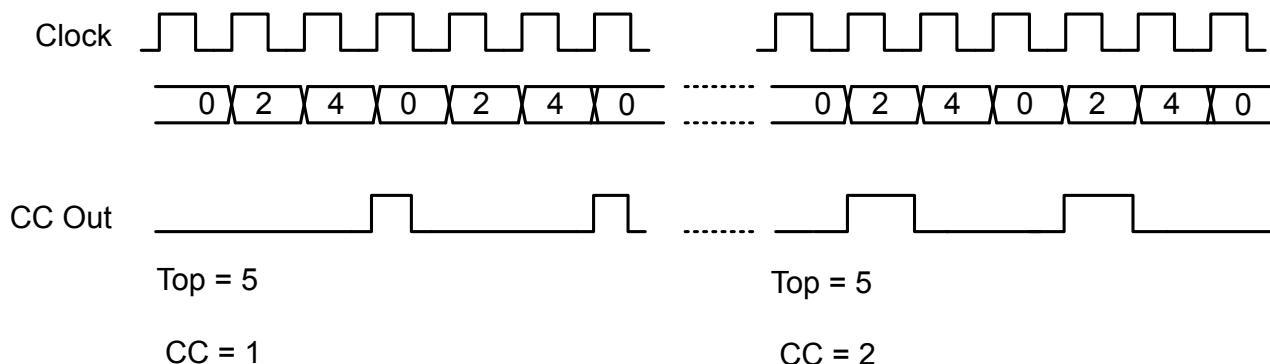 Clock
0 2 4 0 2 4 0 0 2 4 0 2 4 0
CC Out
Top = 5 Top = 5
CC = 1 CC = 2